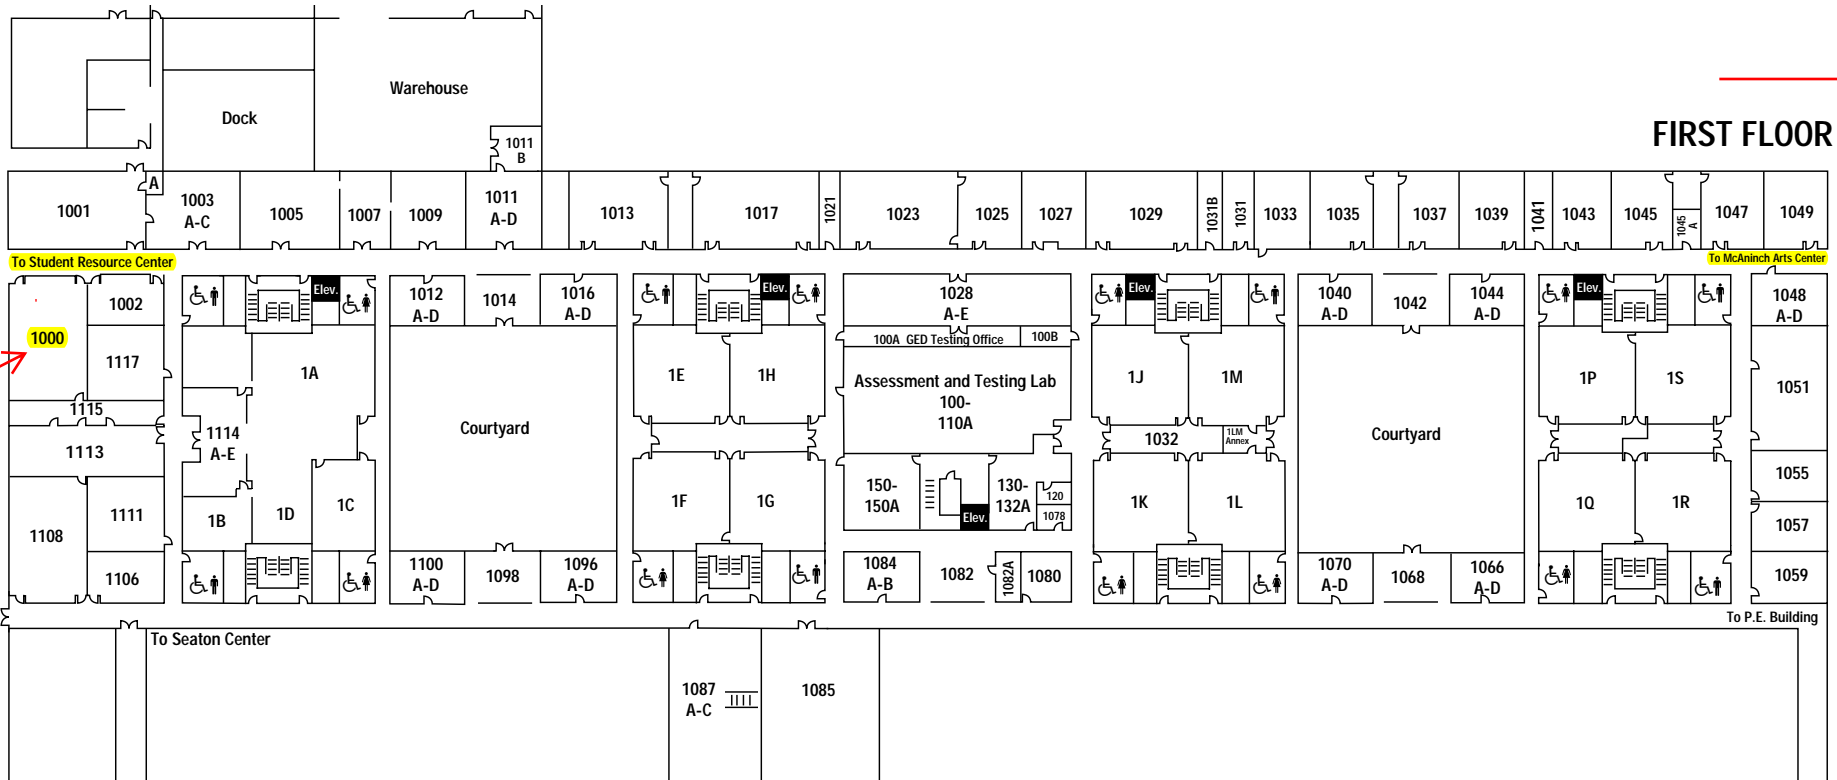 Warehouse
Dock
1011
B
FIRST FLOOR
1001
A
1003
A-C
1005
1007
1009
1011
A-D
1013
1017
1021
1023
1025
1027
1029
1031B
1031
1033
1035
1037
1039
1041
1043
1045
1045
A
1047
1049
To Student Resource Center
To McAninch Arts Center
1000
1002
1117
1115
1113
1108
1111
1106
Elev.
1A
1114
A-E
1B
1D
1C
1012
A-D
1014
1016
A-D
Courtyard
1100
A-D
1098
1096
A-D
Elev.
1E
1H
1F
1G
1028
A-E
100A GED Testing Office
100B
Assessment and Testing Lab
100-
110A
150-
150A
Elev.
130-
132A
120
1078
1084
A-B
1082
1082A
1080
Elev.
1J
1M
1032
1LM
Annex
1K
1L
1040
A-D
1042
1044
A-D
Courtyard
1070
A-D
1068
1066
A-D
Elev.
1P
1S
1Q
1R
1048
A-D
1051
1055
1057
1059
To P.E. Building
To Seaton Center
1087
A-C
1085